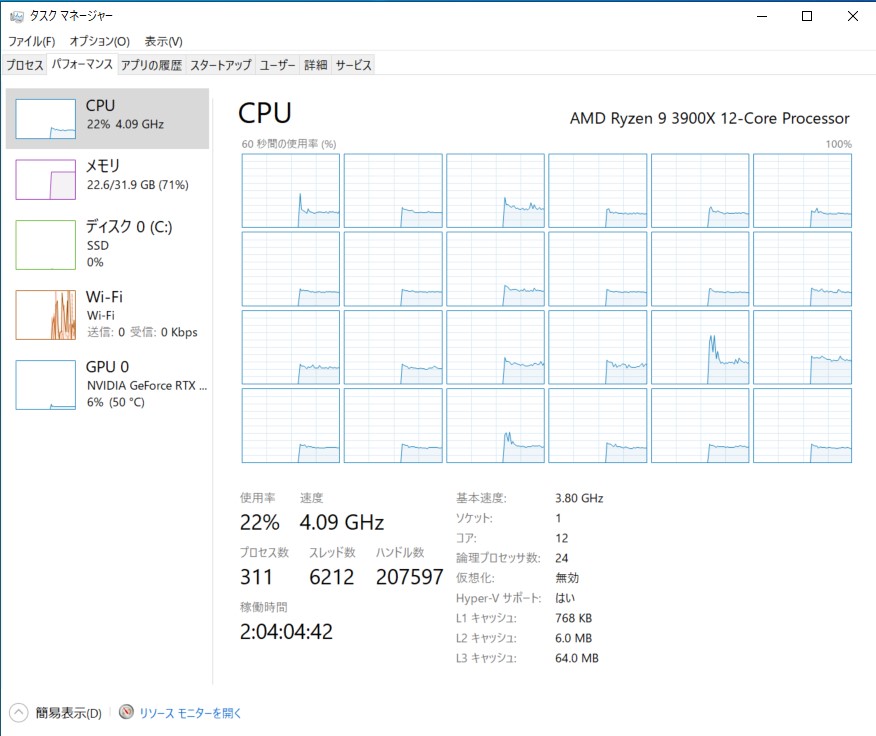 タスク マネージャー
ファイル(F) オプション(O) 表示(V)
プロセス パフォーマンス アプリの履歴 スタートアップ ユーザー 詳細 サービス
CPU
22% 4.09 GHz
メモリ
22.6/31.9 GB (71%)
ディスク 0 (C:)
SSD
0%
Wi-Fi
Wi-Fi
送信: 0 受信: 0 Kbps
GPU 0
NVIDIA GeForce RTX ...
6% (50 °C)
CPU
AMD Ryzen 9 3900X 12-Core Processor
60 秒間の使用率 (%) 100%
使用率 速度
22% 4.09 GHz
プロセス数 スレッド数 ハンドル数
311 6212 207597
稼働時間
2:04:04:42
基本速度: 3.80 GHz
ソケット: 1
コア: 12
論理プロセッサ数: 24
仮想化: 無効
Hyper-V サポート: はい
L1 キャッシュ: 768 KB
L2 キャッシュ: 6.0 MB
L3 キャッシュ: 64.0 MB
簡易表示(D) リソース モニターを開く